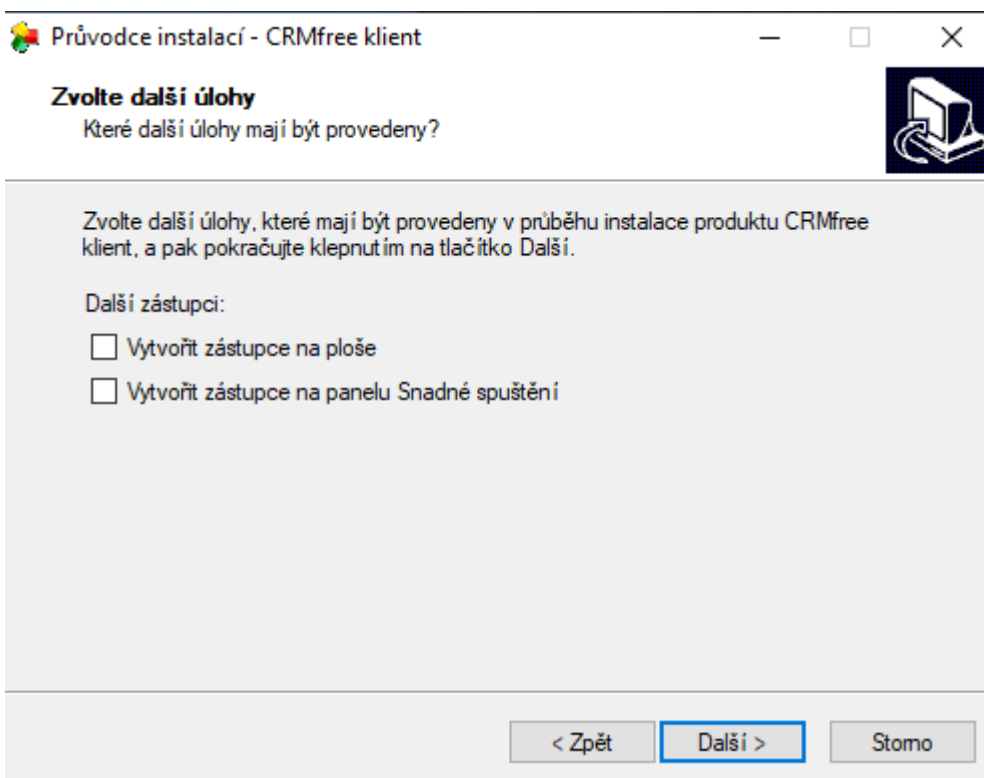 Průvodce instalací - CRMfree klient
Zvolte další úlohy
Které další úlohy mají být provedeny?
Zvolte další úlohy, které mají být provedeny v průběhu instalace produktu CRMfree
klient, a pak pokračujte klepnutím na tlačítko Další.
Další zástupci:
Vytvořit zástupce na ploše
Vytvořit zástupce na panelu Snadné spuštění
< Zpět
Další >
Storno